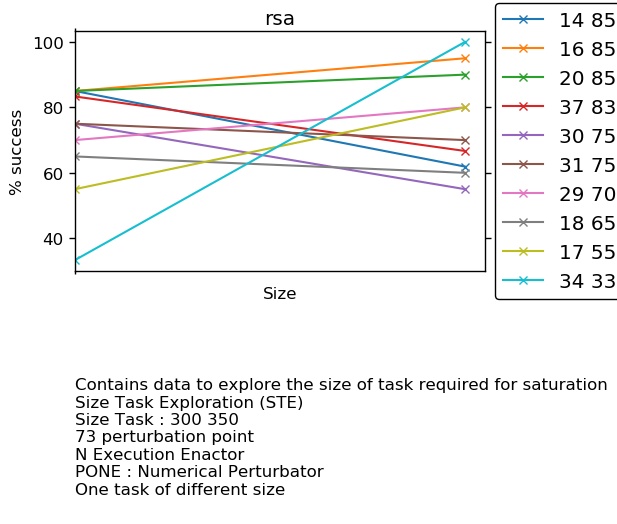 rsa
100
80
60
40
% success
Size
14 85
16 85
20 85
37 83
30 75
31 75
29 70
18 65
17 55
34 33
Contains data to explore the size of task required for saturation
Size Task Exploration (STE)
Size Task : 300 350
73 perturbation point
N Execution Enactor
PONE : Numerical Perturbator
One task of different size